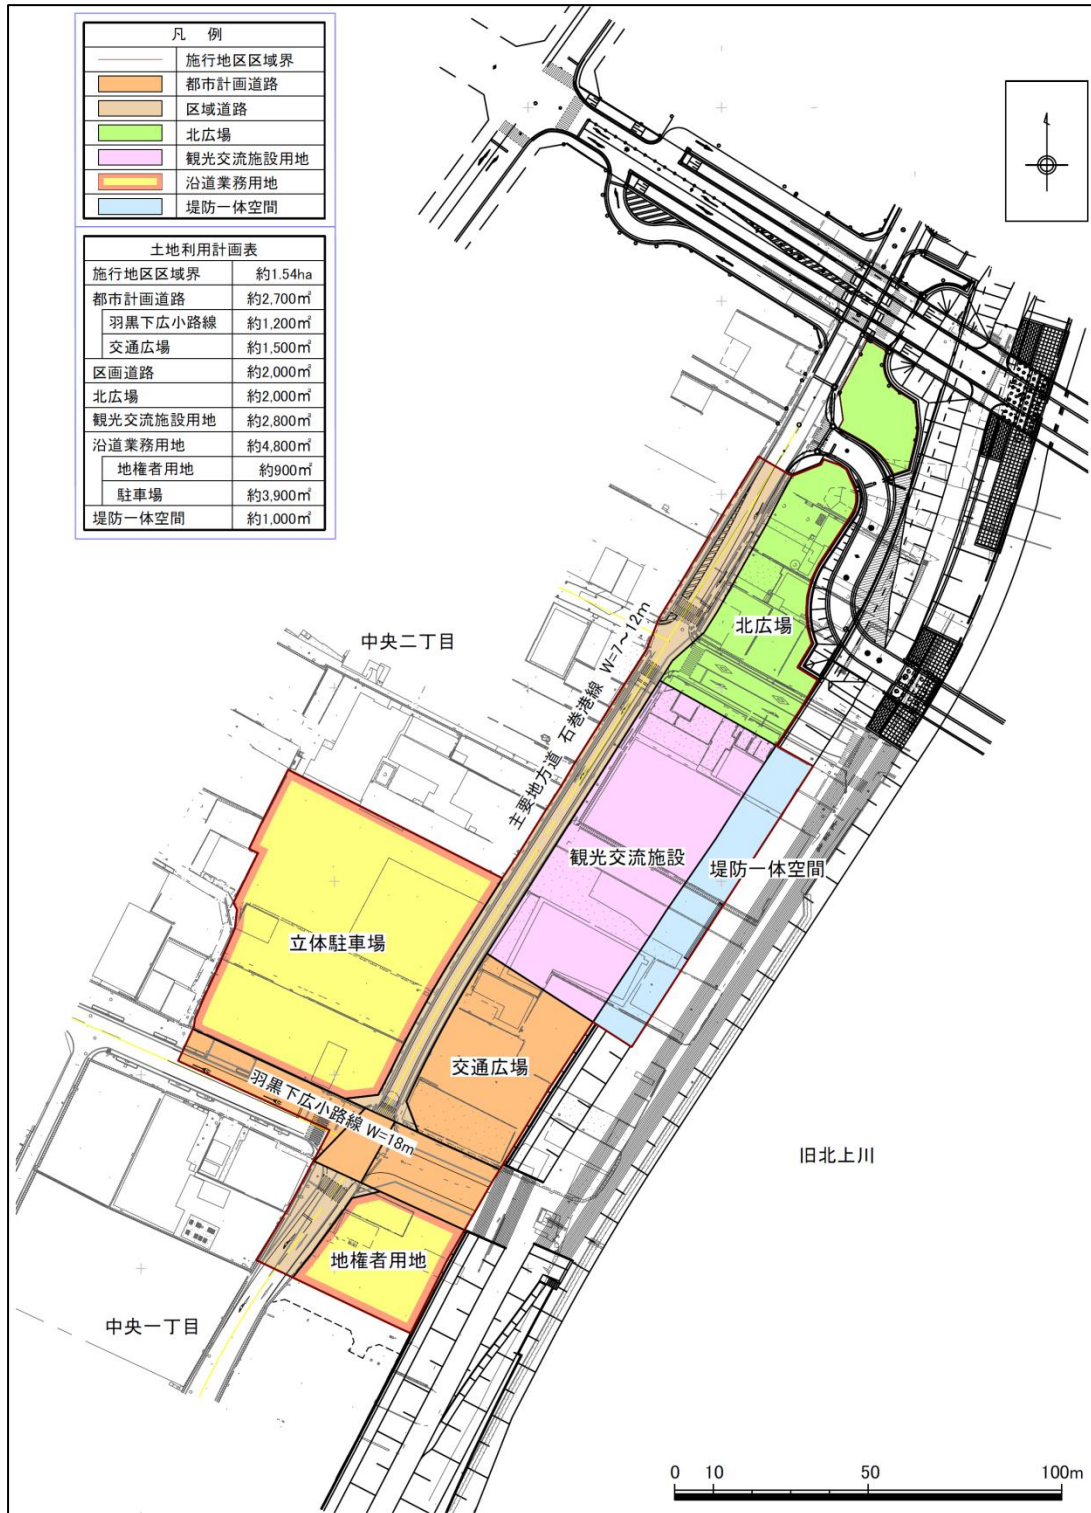 凡 例
施行地区区域界
都市計画道路
区域道路
北広場
観光交流施設用地
沿道業務用地
堤防一体空間
土地利用計画表
施行地区区域界 約1.54ha
都市計画道路 約2,700㎡
羽黒下広小路線 約1,200㎡
交通広場 約1,500㎡
区画道路 約2,000㎡
北広場 約2,000㎡
観光交流施設用地 約2,800㎡
沿道業務用地 約4,800㎡
地権者用地 約900㎡
駐車場 約3,900㎡
堤防一体空間 約1,000㎡
北広場
中央二丁目
主要地方道 石巻港線 W=7～12m
観光交流施設
堤防一体空間
立体駐車場
交通広場
羽黒下広小路線 W=18m
旧北上川
地権者用地
中央一丁目
0 10 50 100m